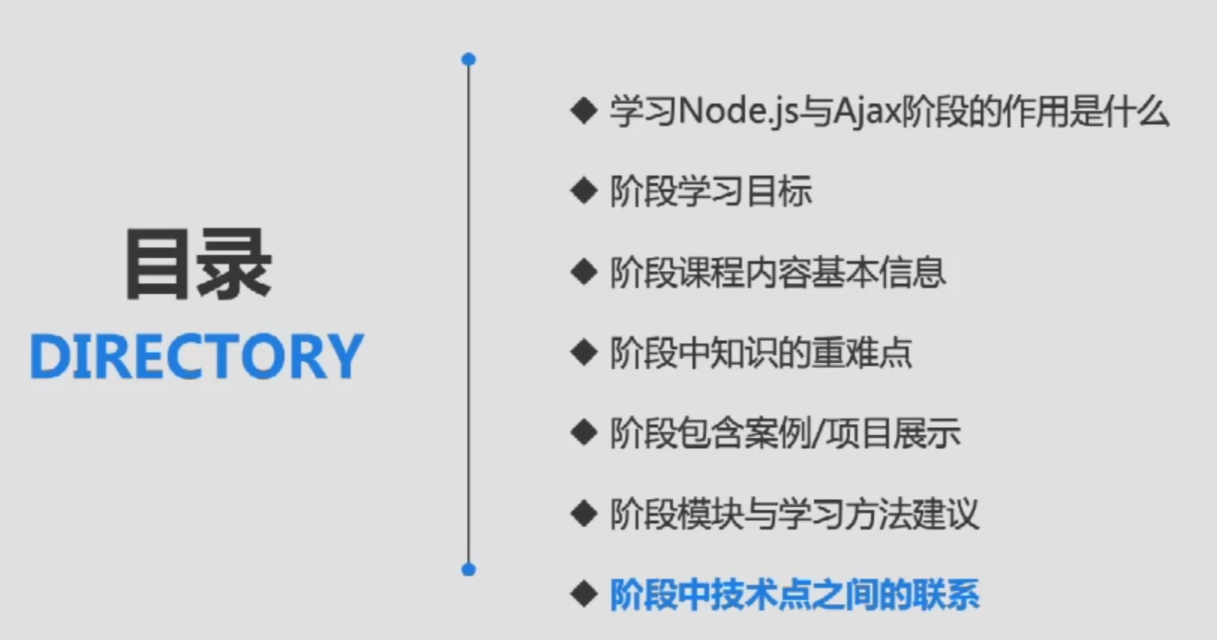 目录
DIRECTORY
◆ 学习Node.js与Ajax阶段的作用是什么
◆ 阶段学习目标
◆ 阶段课程内容基本信息
◆ 阶段中知识的重难点
◆ 阶段包含案例/项目展示
◆ 阶段模块与学习方法建议
◆ 阶段中技术点之间的联系